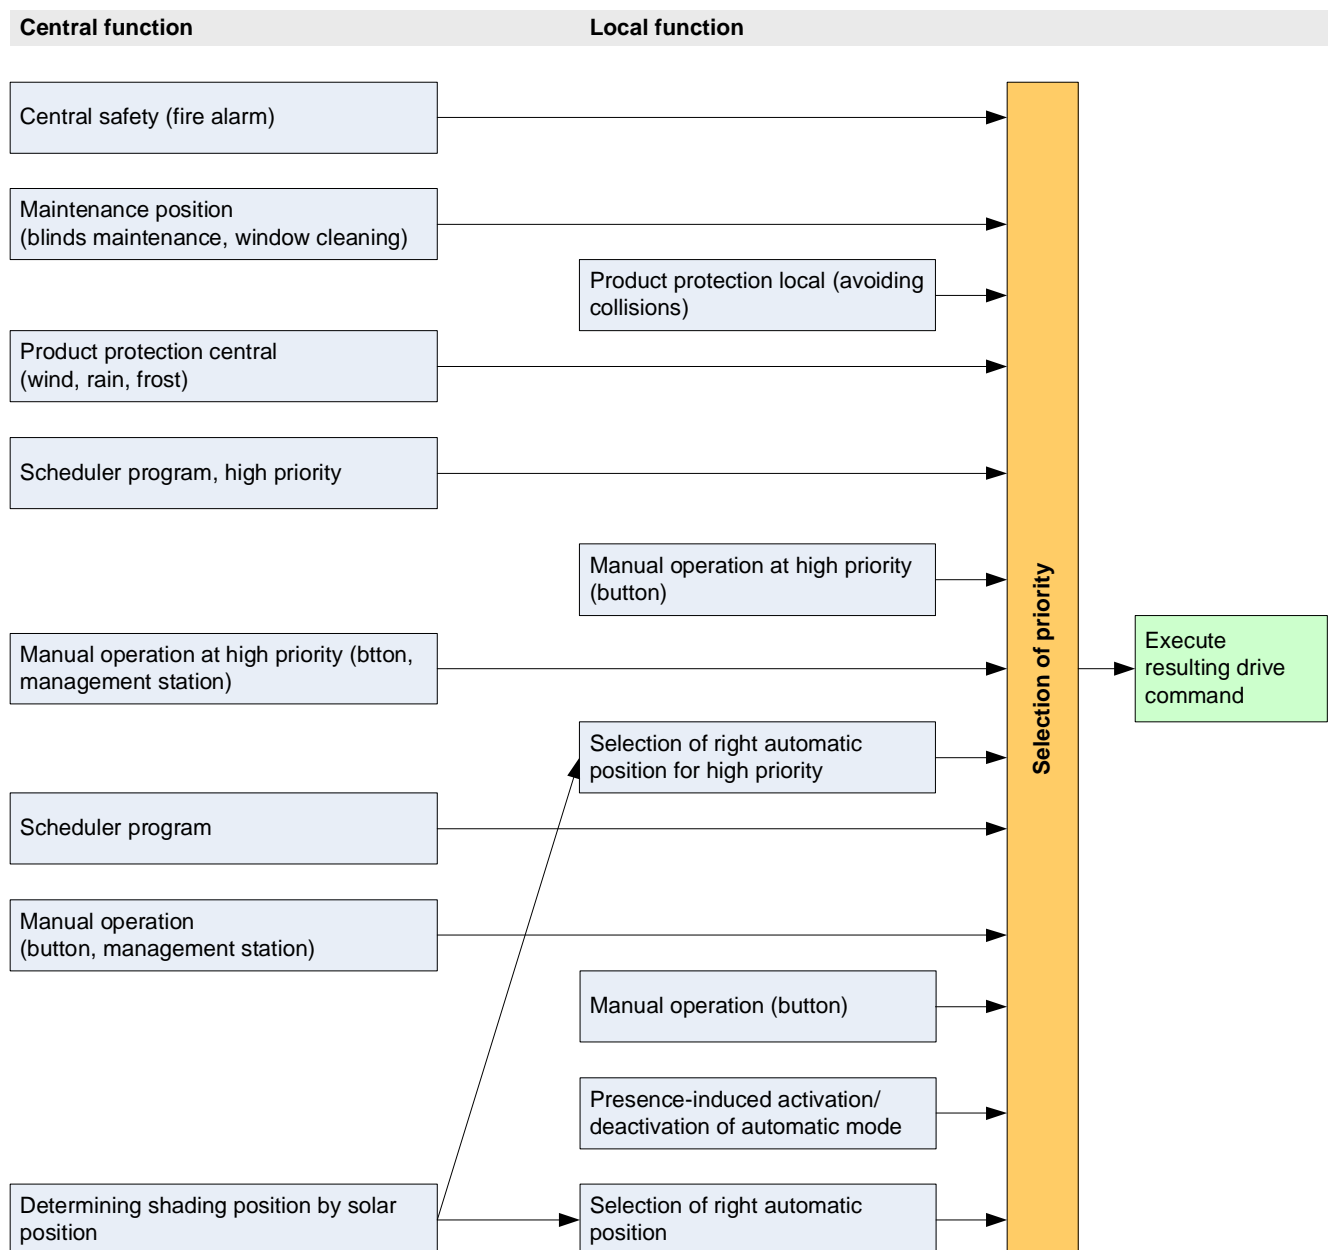 Central function
Local function
Central safety (fire alarm)
Maintenance position
(blinds maintenance, window cleaning)
Product protection local (avoiding
collisions)
Product protection central
(wind, rain, frost)
Scheduler program, high priority
Manual operation at high priority
(button)
Manual operation at high priority (btton,
management station)
Selection of priority
Execute
resulting drive
command
Selection of right automatic
position for high priority
Scheduler program
Manual operation
(button, management station)
Manual operation (button)
Presence-induced activation/
deactivation of automatic mode
Determining shading position by solar
position
Selection of right automatic
position